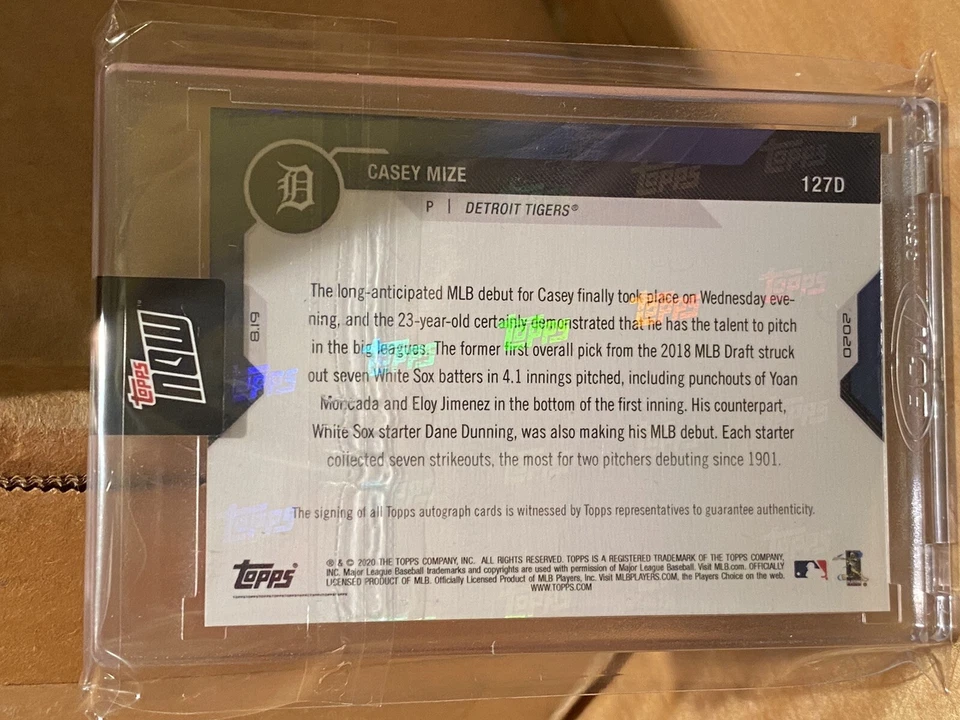 D
CASEY MIZE
127D
P | DETROIT TIGERS®
The long-anticipated MLB debut for Casey finally took place on Wednesday eve-
ning, and the 23-year-old certainly demonstrated that he has the talent to pitch
in the big leagues. The former first overall pick from the 2018 MLB Draft struck
out seven White Sox batters in 4.1 innings pitched, including punchouts of Yoan
Moncada and Eloy Jimenez in the bottom of the first inning. His counterpart,
White Sox starter Dane Dunning, was also making his MLB debut. Each starter
collected seven strikeouts, the most for two pitchers debuting since 1901.
The signing of all Topps autograph cards is witnessed by Topps representatives to guarantee authenticity.
topps NOW™
8/19
2020
Topps
Topps
Topps
Topps
Topps
Topps
Topps
Topps
Topps®
® & © 2020 THE TOPPS COMPANY, INC. ALL RIGHTS RESERVED. TOPPS IS A REGISTERED TRADEMARK OF THE TOPPS COMPANY,
INC. Major League Baseball trademarks and copyrights are used with permission of Major League Baseball. Visit MLB.com. OFFICIALLY
LICENSED PRODUCT OF MLB. Officially Licensed Product of MLB Players, Inc. Visit MLBPLAYERS.COM, the Players Choice on the web.
WWW.TOPPS.COM